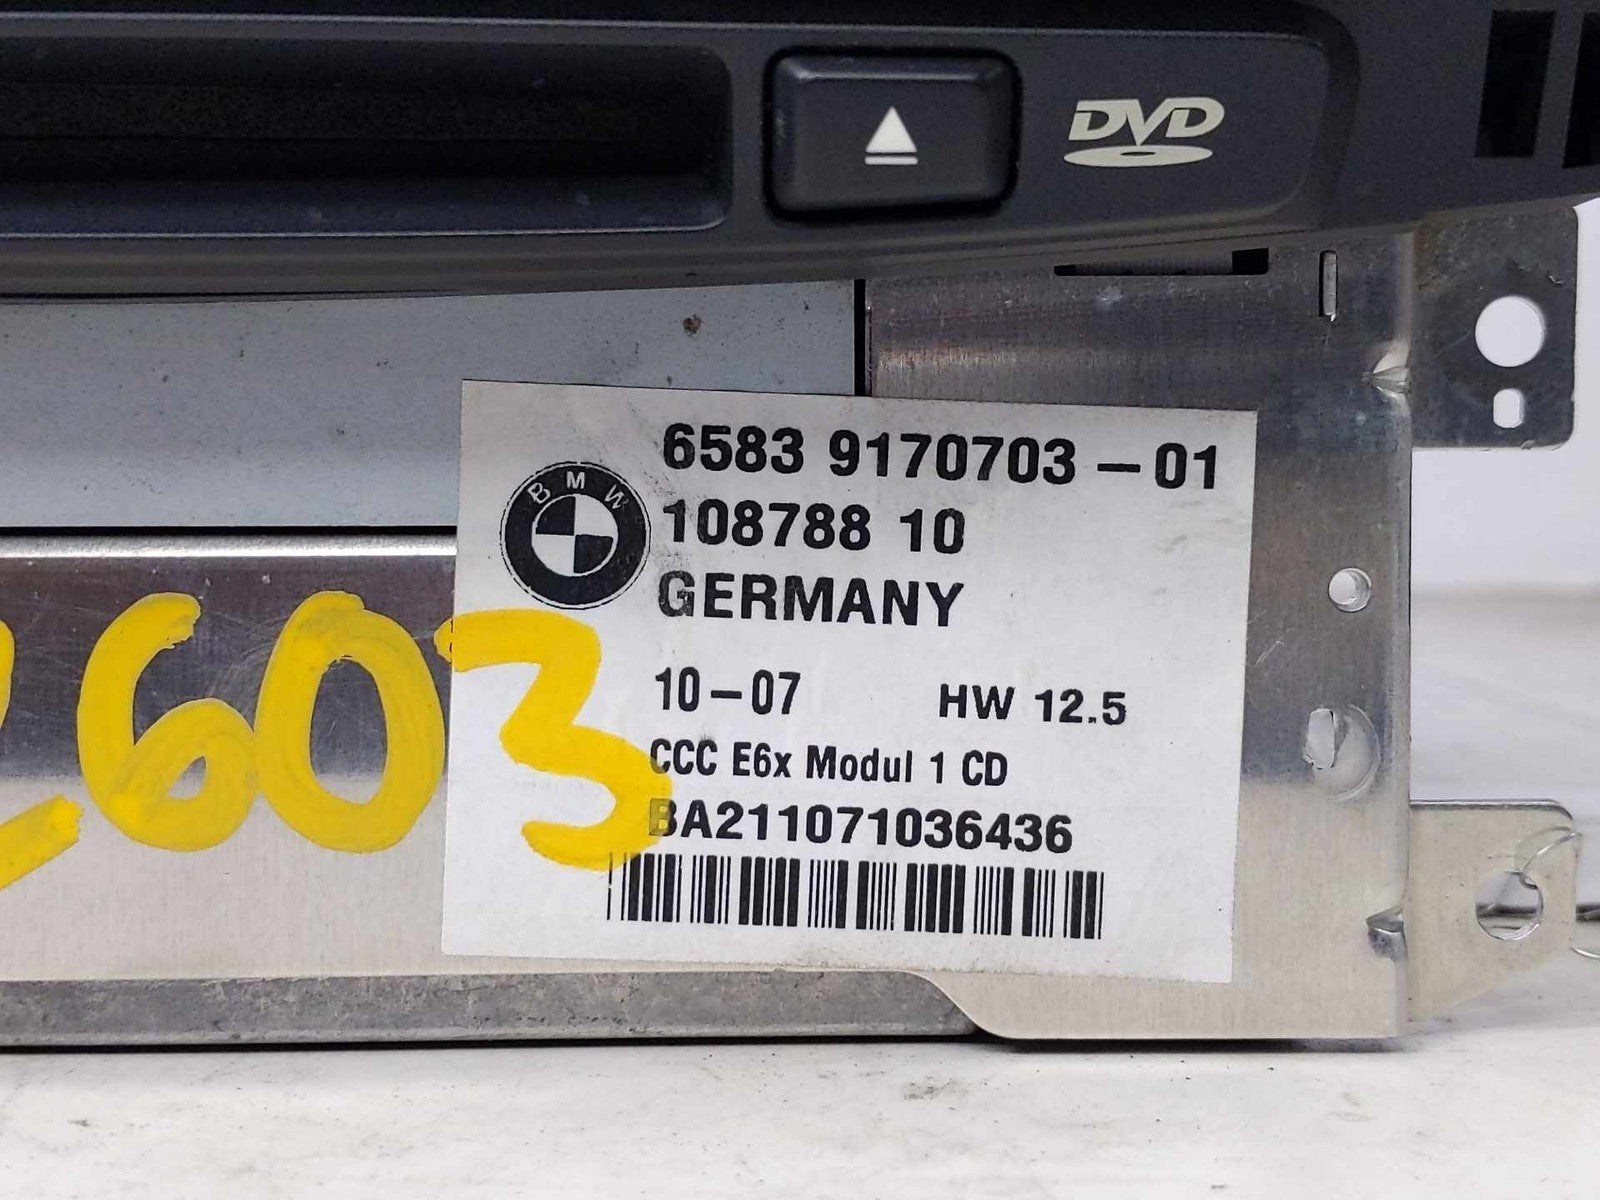 DVD
6583 9170703-01
BMW
108788 10
GERMANY
10-07 HW 12.5
CCC E6x Modul 1 CD
BA211071036436
2603